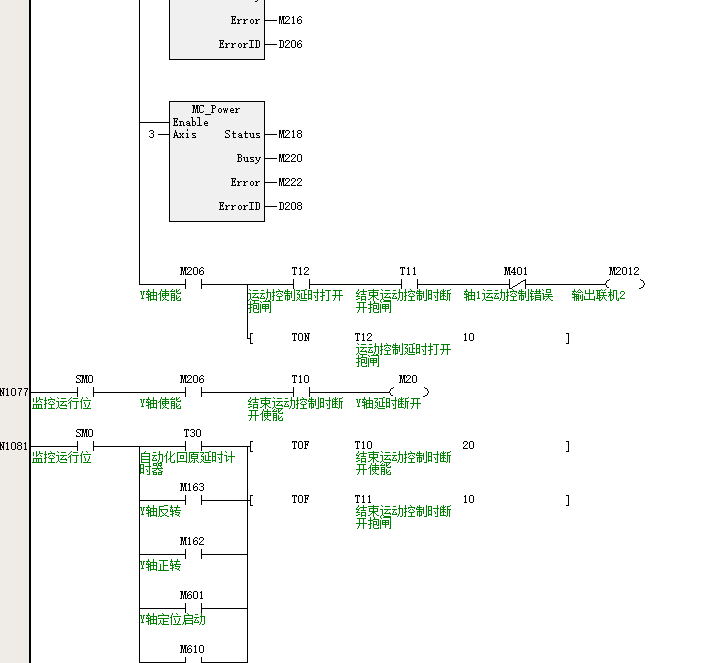 Error M216
ErrorID D206
MC_Power
Enable
3 Axis Status M218
Busy M220
Error M222
ErrorID D208
M206 T12 T11 M401 M2012
Y轴使能 运动控制延时打开 结束运动控制时断 轴1运动控制错误 输出联机2
抱闸 开抱闸
[ TON T12 10 ]
运动控制延时打开
抱闸
N1077 SM0 M206 T10 M20
监控运行位 Y轴使能 结束运动控制时断 Y轴延时断开
开使能
N1081 SM0 T30 [ TOF T10 20 ]
监控运行位 自动化回原延时计 结束运动控制时断
时器 开使能
M163 [ TOF T11 10 ]
Y轴反转 结束运动控制时断
开抱闸
M162
Y轴正转
M601
Y轴定位启动
M610